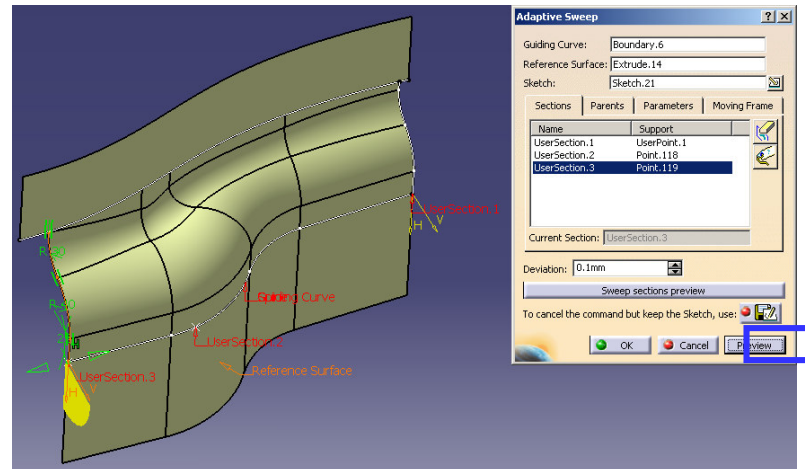 Adaptive Sweep
Guiding Curve: Boundary.6
Reference Surface: Extrude.14
Sketch: Sketch.21
Sections Parents Parameters Moving Frame
Name Support
UserSection.1 UserPoint.1
UserSection.2 Point.118
UserSection.3 Point.119
Current Section: UserSection.3
Deviation: 0.1mm
Sweep sections preview
To cancel the command but keep the Sketch, use:
OK Cancel Preview
UserSection.1
H V
Guiding Curve
UserSection.2
Reference Surface
UserSection.3
H V